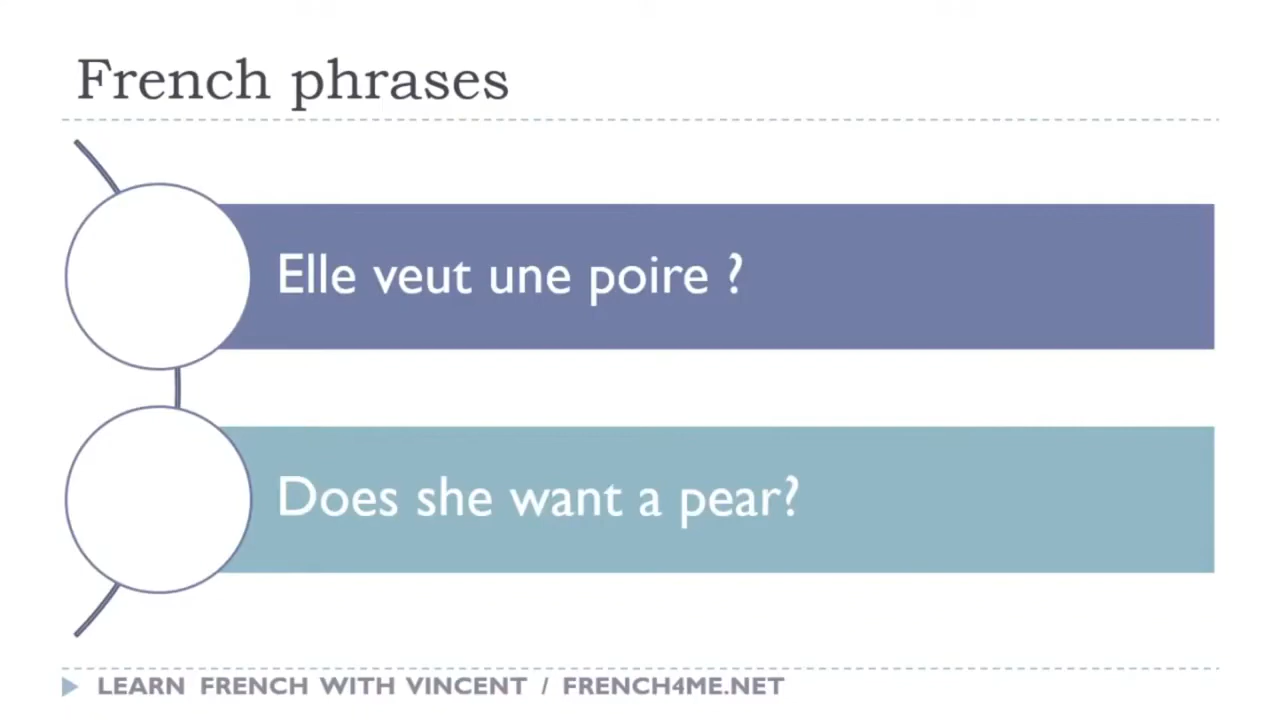 French phrases
Elle veut une poire ?
Does she want a pear?
LEARN FRENCH WITH VINCENT / FRENCH4ME.NET